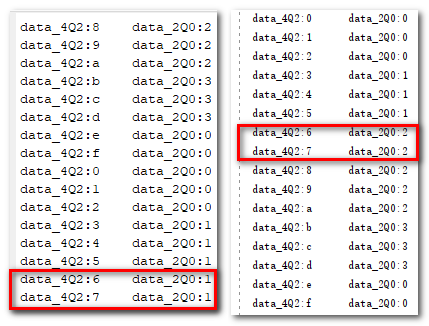 data_4Q2:8 data_2Q0:2
data_4Q2:9 data_2Q0:2
data_4Q2:a data_2Q0:2
data_4Q2:b data_2Q0:3
data_4Q2:c data_2Q0:3
data_4Q2:d data_2Q0:3
data_4Q2:e data_2Q0:0
data_4Q2:f data_2Q0:0
data_4Q2:0 data_2Q0:0
data_4Q2:1 data_2Q0:0
data_4Q2:2 data_2Q0:0
data_4Q2:3 data_2Q0:1
data_4Q2:4 data_2Q0:1
data_4Q2:5 data_2Q0:1
data_4Q2:6 data_2Q0:1
data_4Q2:7 data_2Q0:1
data_4Q2:0 data_2Q0:0
data_4Q2:1 data_2Q0:0
data_4Q2:2 data_2Q0:0
data_4Q2:3 data_2Q0:1
data_4Q2:4 data_2Q0:1
data_4Q2:5 data_2Q0:1
data_4Q2:6 data_2Q0:2
data_4Q2:7 data_2Q0:2
data_4Q2:8 data_2Q0:2
data_4Q2:9 data_2Q0:2
data_4Q2:a data_2Q0:2
data_4Q2:b data_2Q0:3
data_4Q2:c data_2Q0:3
data_4Q2:d data_2Q0:3
data_4Q2:e data_2Q0:0
data_4Q2:f data_2Q0:0